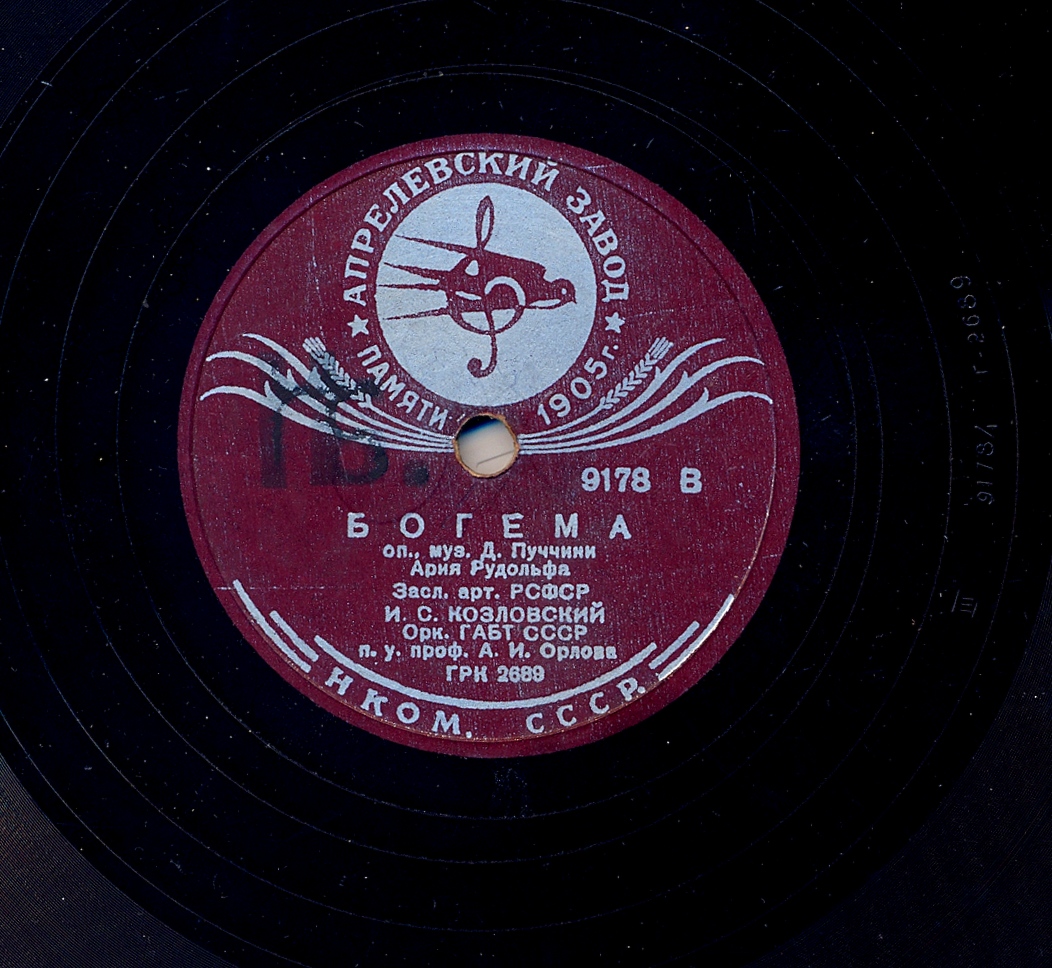 АПРЕЛЕВСКИЙ ЗАВОД
ПАМЯТИ 1905 г.
9178 В
БОГЕМА
оп., муз. Д. Пуччини
Ария Рудольфа
Засл. арт. РСФСР
И. С. КОЗЛОВСКИЙ
Орк. ГАБТ СССР
п. у. проф. А. И. Орлова
ГРК 2689
НКОМ. СССР.
III